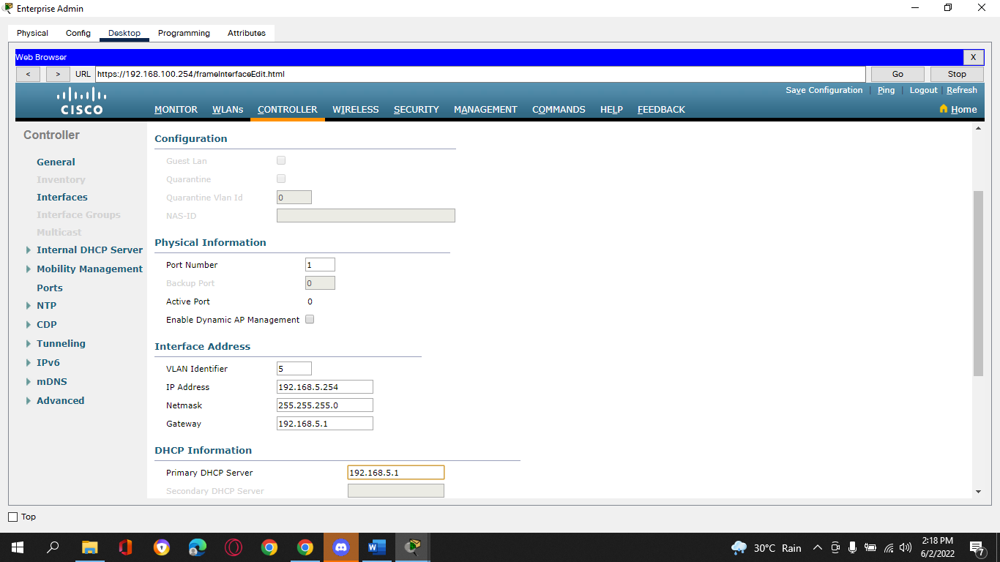 Enterprise Admin
Physical Config Desktop Programming Attributes
Web Browser X
< > URL https://192.168.100.254/frameInterfaceEdit.html Go Stop
Save Configuration | Ping | Logout | Refresh
CISCO MONITOR WLANs CONTROLLER WIRELESS SECURITY MANAGEMENT COMMANDS HELP FEEDBACK Home
Controller
General
Inventory
Interfaces
Interface Groups
Multicast
Internal DHCP Server
Mobility Management
Ports
NTP
CDP
Tunneling
IPv6
mDNS
Advanced
Configuration
Guest Lan
Quarantine
Quarantine Vlan Id 0
NAS-ID
Physical Information
Port Number 1
Backup Port 0
Active Port 0
Enable Dynamic AP Management
Interface Address
VLAN Identifier 5
IP Address 192.168.5.254
Netmask 255.255.255.0
Gateway 192.168.5.1
DHCP Information
Primary DHCP Server 192.168.5.1
Secondary DHCP Server
Top
30°C Rain 2:18 PM
6/2/2022 7